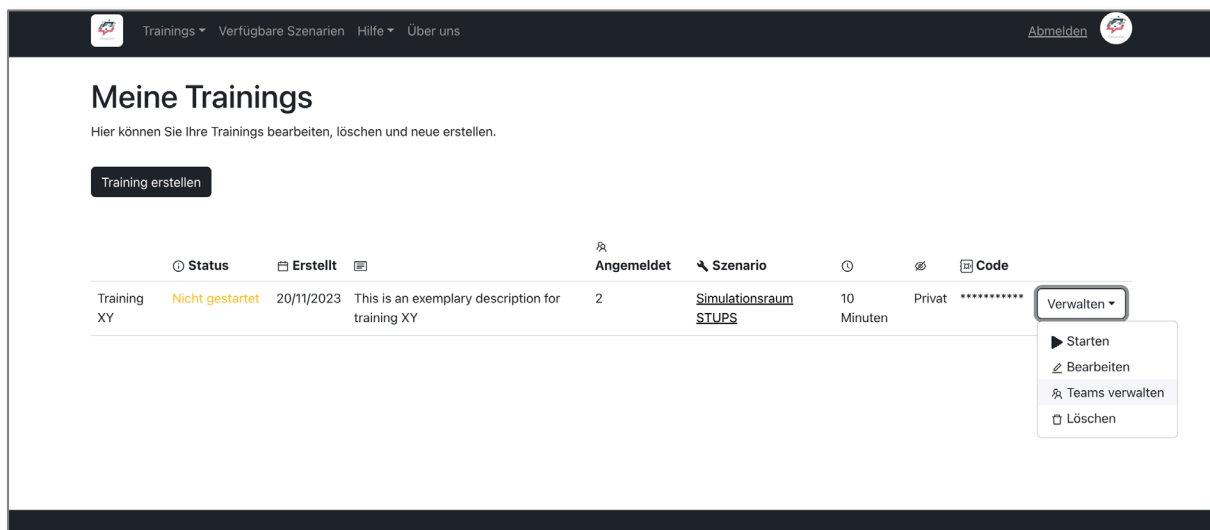 Trainings Verfügbare Szenarien Hilfe Über uns Abmelden
Meine Trainings
Hier können Sie Ihre Trainings bearbeiten, löschen und neue erstellen.
Training erstellen
Status Erstellt Angemeldet Szenario Code
Training XY
Nicht gestartet
20/11/2023
This is an exemplary description for
training XY
2
Simulationsraum
STUPS
10
Minuten
Privat
***********
Verwalten
Starten
Bearbeiten
Teams verwalten
Löschen